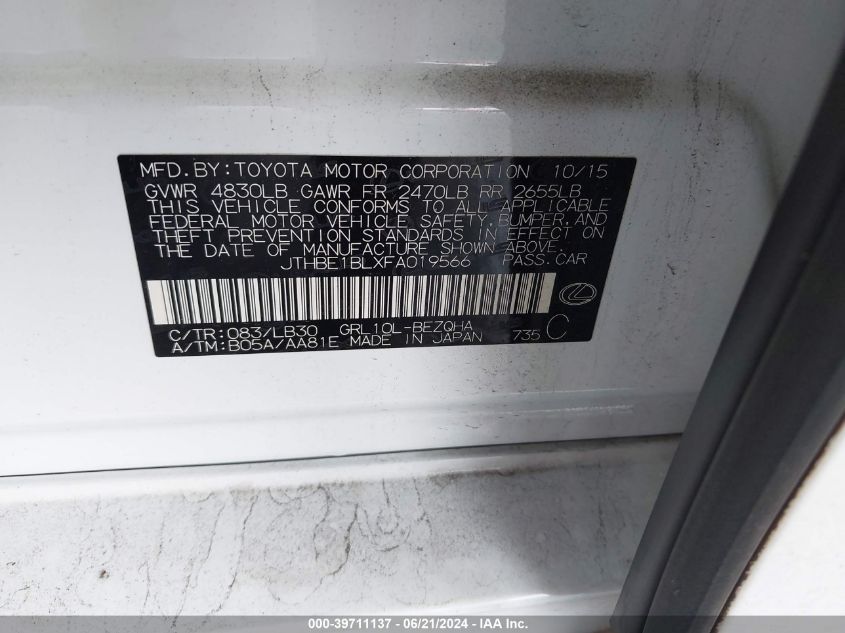 MFD.BY:TOYOTA MOTOR CORPORATION 10/15
GVWR 4830LB GAWR FR 2470LB RR 2655LB
THIS VEHICLE CONFORMS TO ALL APPLICABLE
FEDERAL MOTOR VEHICLE SAFETY,BUMPER,AND
THEFT PREVENTION STANDARDS IN EFFECT ON
THE DATE OF MANUFACTURE SHOWN ABOVE.
JTHBE1BLXFA019566 PASS.CAR
C/TR:083/LB30 GRL10L-BEZQHA
A/TM:B05A/AA81E MADE IN JAPAN 735 C
000-39711137 - 06/21/2024 - IAA Inc.